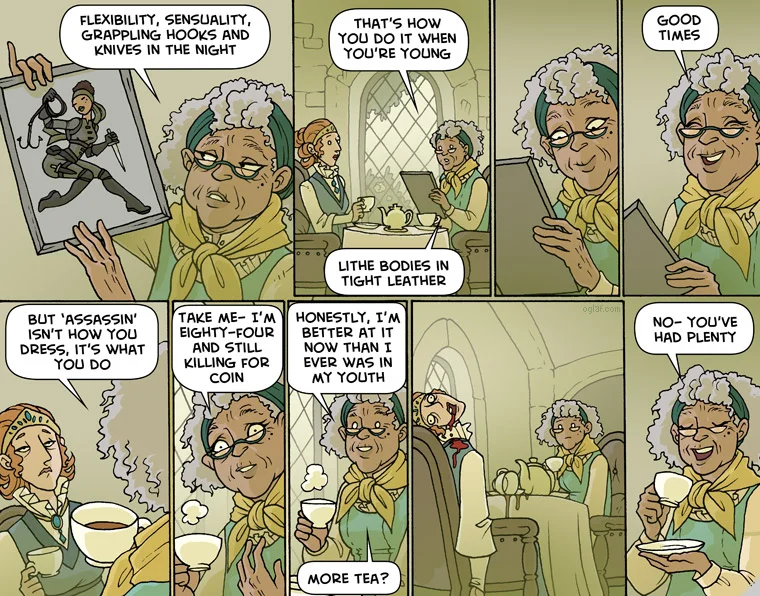 FLEXIBILITY, SENSUALITY,
GRAPPLING HOOKS AND
KNIVES IN THE NIGHT
THAT'S HOW
YOU DO IT WHEN
YOU'RE YOUNG
LITHE BODIES IN
TIGHT LEATHER
GOOD
TIMES
BUT 'ASSASSIN'
ISN'T HOW YOU
DRESS, IT'S WHAT
YOU DO
TAKE ME- I'M
EIGHTY-FOUR
AND STILL
KILLING FOR
COIN
HONESTLY, I'M
BETTER AT IT
NOW THAN I
EVER WAS IN
MY YOUTH
MORE TEA?
oglaf.com
NO- YOU'VE
HAD PLENTY